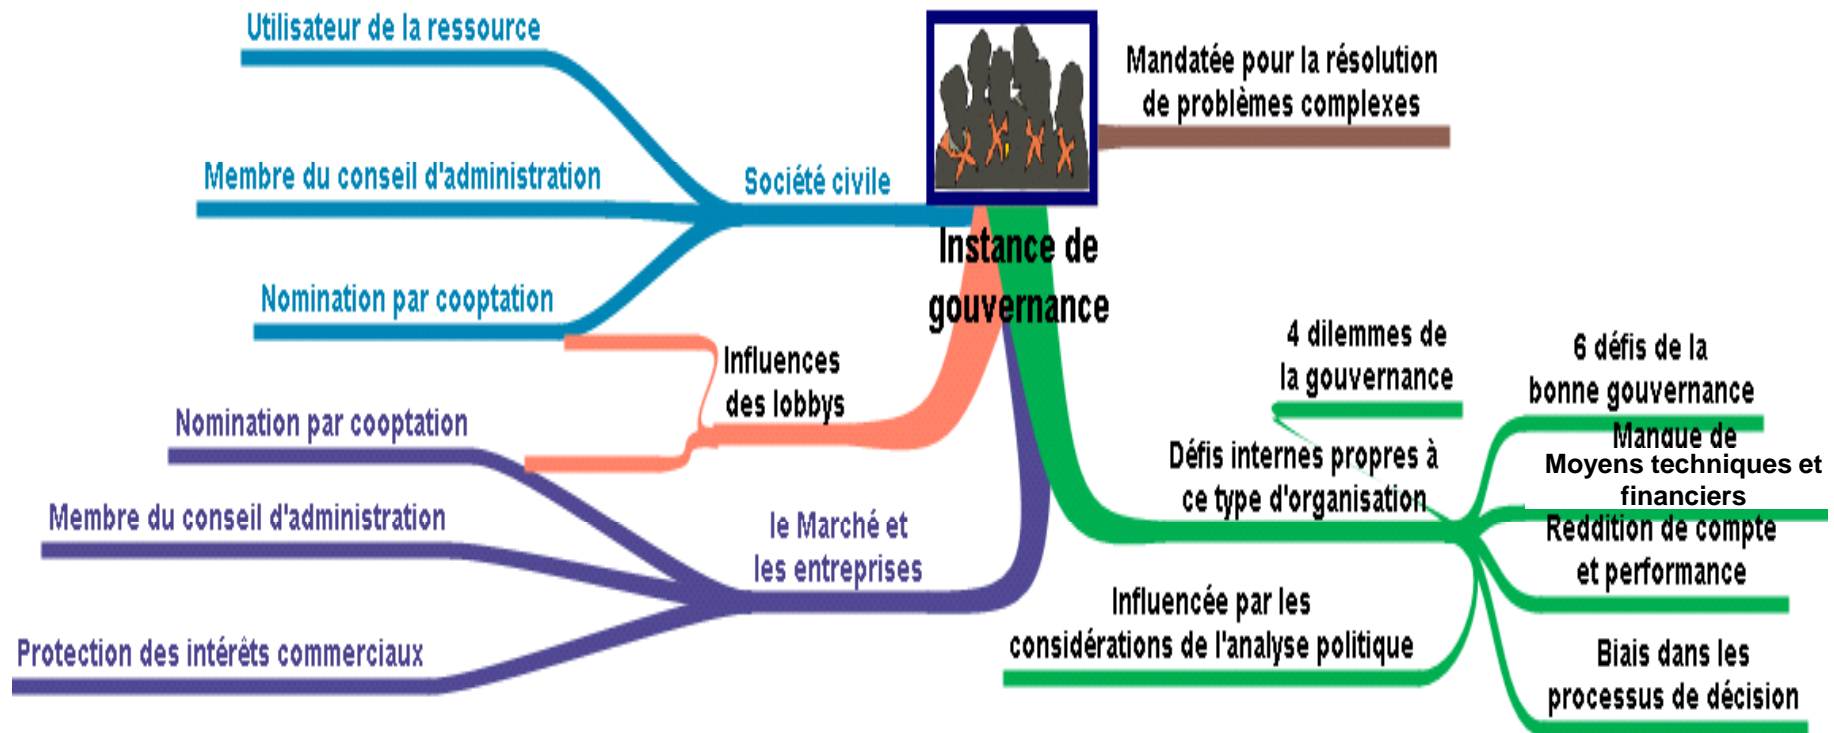 Utilisateur de la ressource
Membre du conseil d'administration
Nomination par cooptation
Société civile
Instance de
gouvernance
Mandatée pour la résolution
de problèmes complexes
Influences
des lobbys
Nomination par cooptation
Membre du conseil d'administration
Protection des intérêts commerciaux
le Marché et
les entreprises
4 dilemmes de
la gouvernance
Défis internes propres à
ce type d'organisation
Influencée par les
considérations de l'analyse politique
6 défis de la
bonne gouvernance
Manque de
Moyens techniques et
financiers
Reddition de compte
et performance
Biais dans les
processus de décision